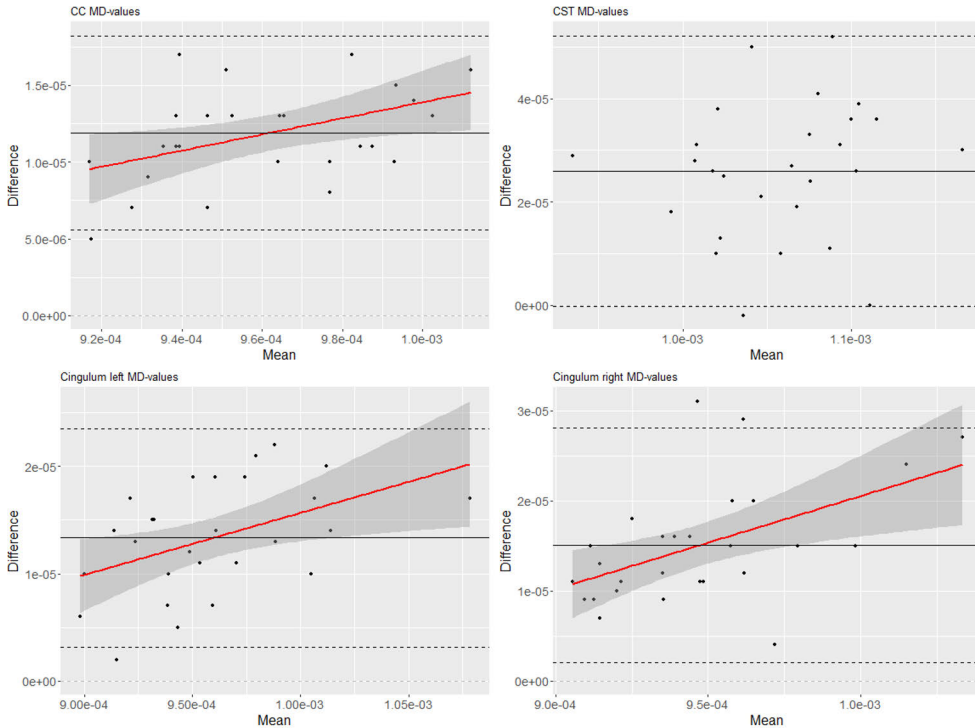 CC MD-values
Difference
1.5e-05
1.0e-05
5.0e-06
0.0e+00
9.2e-04 9.4e-04 9.6e-04 9.8e-04 1.0e-03
Mean
CST MD-values
Difference
4e-05
2e-05
0e+00
1.0e-03 1.1e-03
Mean
Cingulum left MD-values
Difference
2e-05
1e-05
0e+00
9.00e-04 9.50e-04 1.00e-03 1.05e-03
Mean
Cingulum right MD-values
Difference
3e-05
2e-05
1e-05
0e+00
9.0e-04 9.5e-04 1.0e-03
Mean